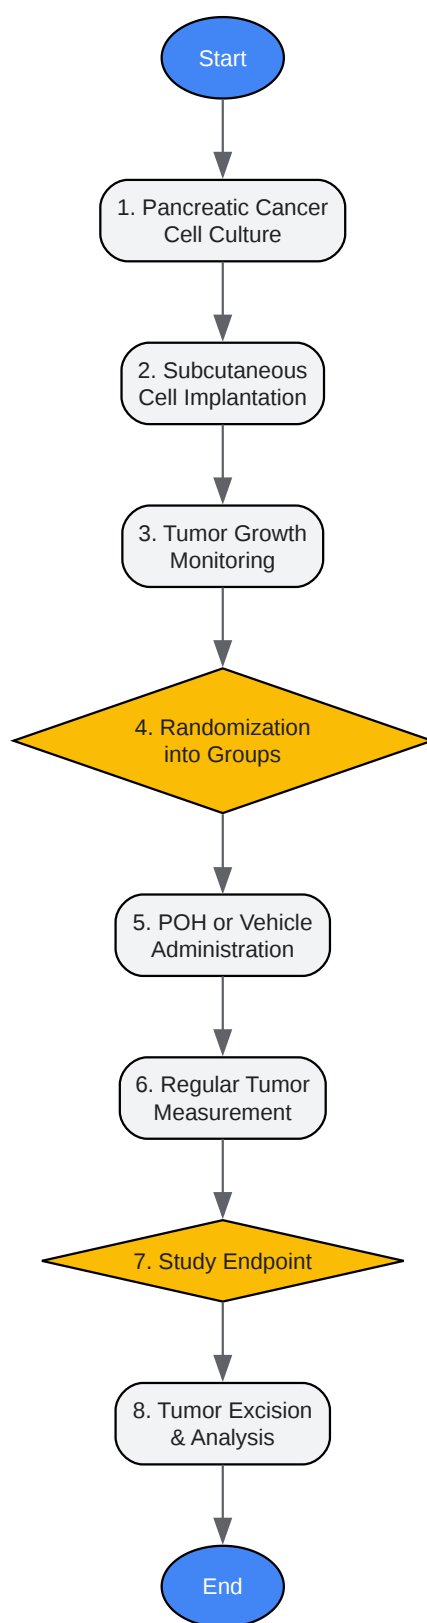 Start
1. Pancreatic Cancer
Cell Culture
2. Subcutaneous
Cell Implantation
3. Tumor Growth
Monitoring
4. Randomization
into Groups
5. POH or Vehicle
Administration
6. Regular Tumor
Measurement
7. Study Endpoint
8. Tumor Excision
& Analysis
End